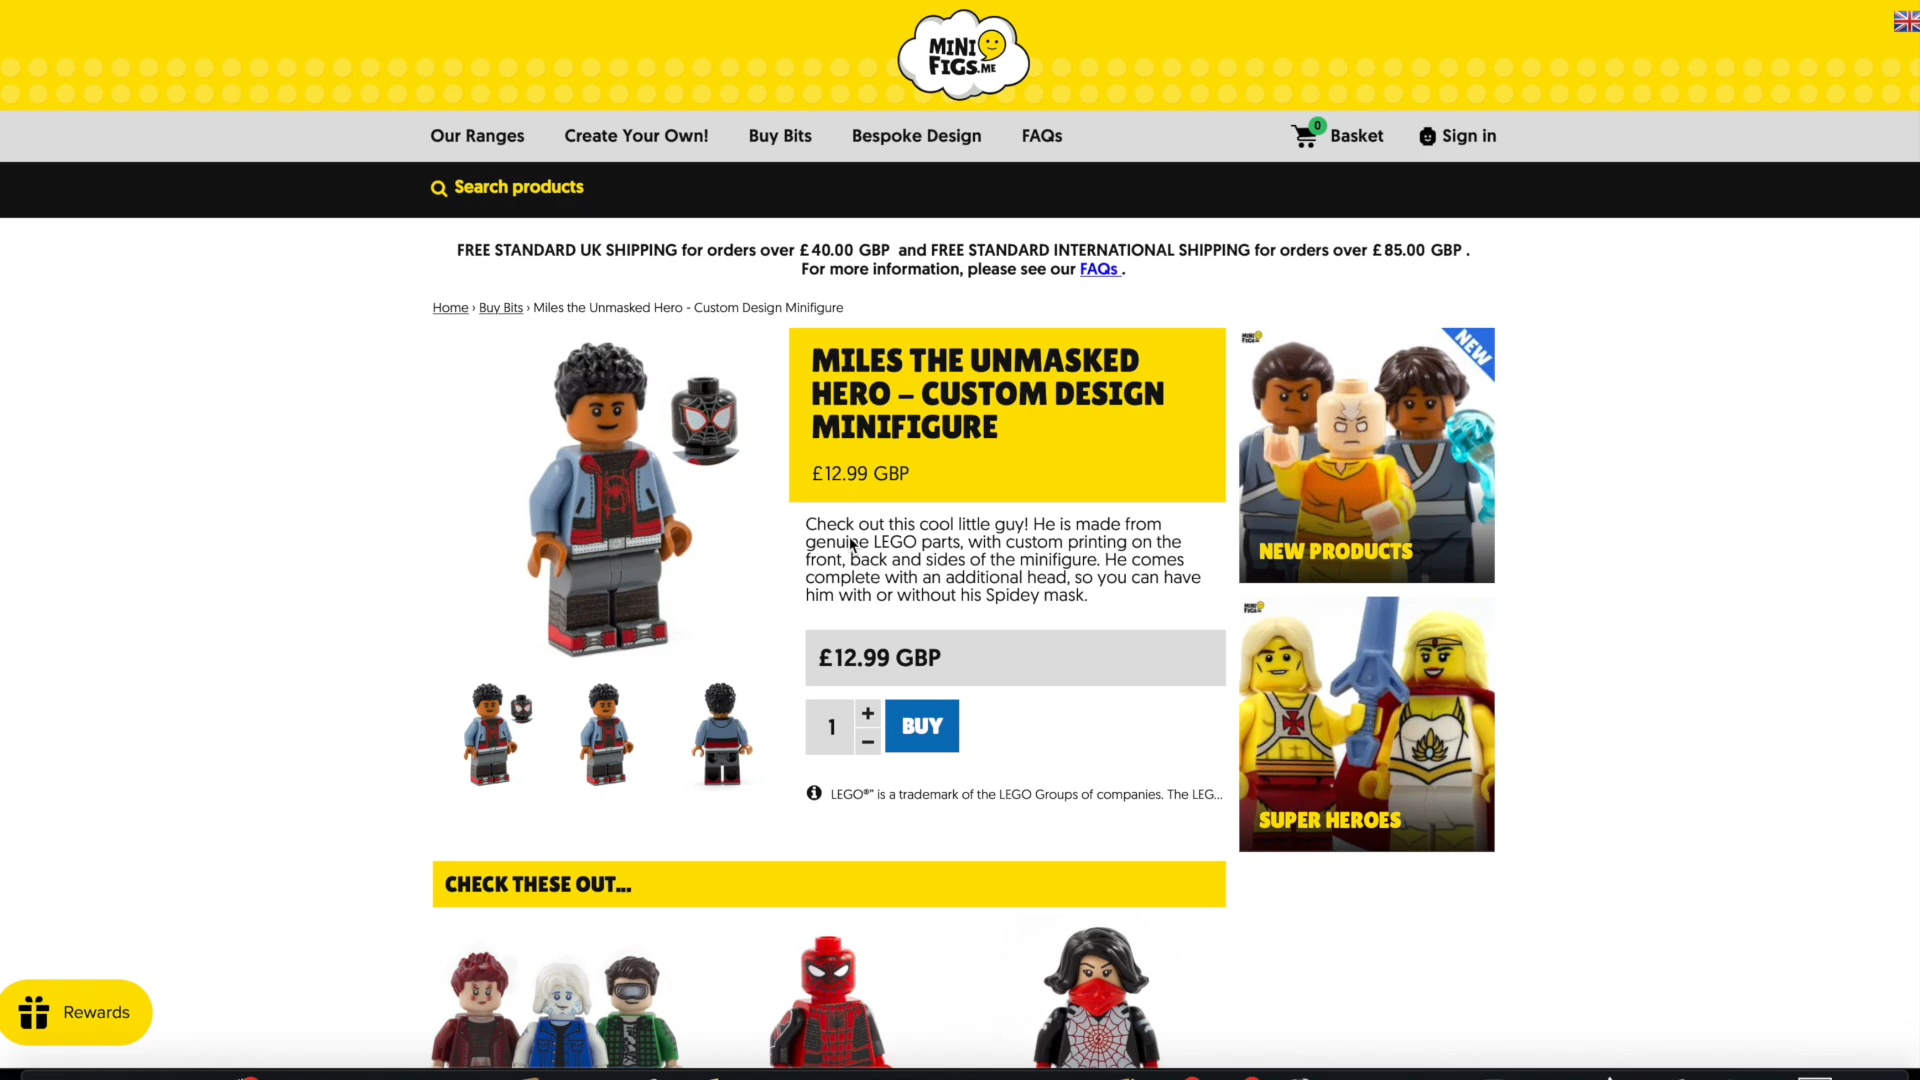 MINI
FIGS.ME
Our Ranges
Create Your Own!
Buy Bits
Bespoke Design
FAQs
0
Basket
Sign in
Search products
FREE STANDARD UK SHIPPING for orders over £40.00 GBP and FREE STANDARD INTERNATIONAL SHIPPING for orders over £85.00 GBP .
For more information, please see our FAQs .
Home › Buy Bits › Miles the Unmasked Hero - Custom Design Minifigure
MILES THE UNMASKED
HERO – CUSTOM DESIGN
MINIFIGURE
£12.99 GBP
Check out this cool little guy! He is made from
genuine LEGO parts, with custom printing on the
front, back and sides of the minifigure. He comes
complete with an additional head, so you can have
him with or without his Spidey mask.
£12.99 GBP
1
+
−
BUY
LEGO®" is a trademark of the LEGO Groups of companies. The LEG...
NEW
NEW PRODUCTS
SUPER HEROES
CHECK THESE OUT...
Rewards